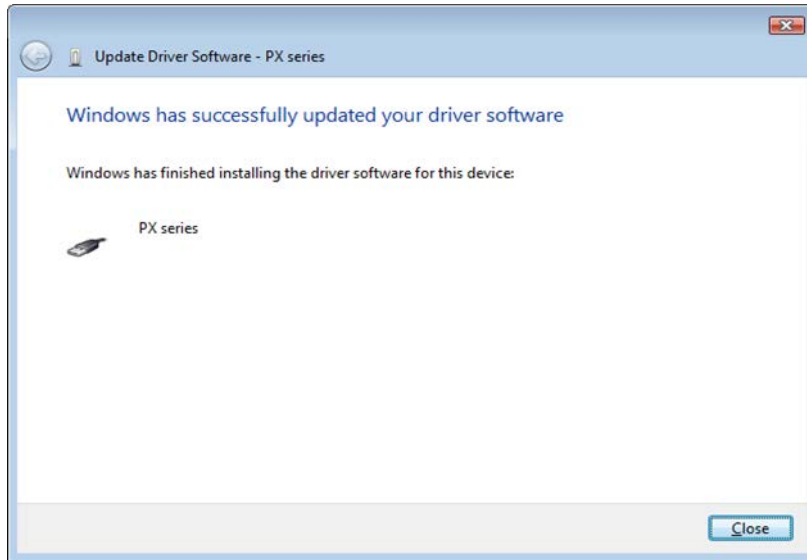 Update Driver Software - PX series
Windows has successfully updated your driver software
Windows has finished installing the driver software for this device:
PX series
Close